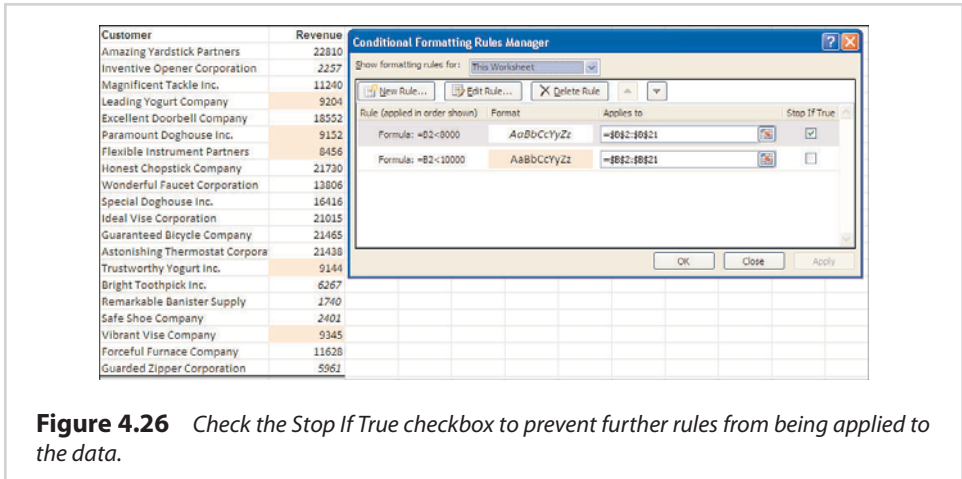 Customer Revenue
Amazing Yardstick Partners 22810
Inventive Opener Corporation 2257
Magnificent Tackle Inc. 11240
Leading Yogurt Company 9204
Excellent Doorbell Company 18552
Paramount Doghouse Inc. 9152
Flexible Instrument Partners 8456
Honest Chopstick Company 21730
Wonderful Faucet Corporation 13806
Special Doghouse Inc. 16416
Ideal Vise Corporation 21015
Guaranteed Bicycle Company 21465
Astonishing Thermostat Corpora 21438
Trustworthy Yogurt Inc. 9144
Bright Toothpick Inc. 6267
Remarkable Banister Supply 1740
Safe Shoe Company 2401
Vibrant Vise Company 9345
Forceful Furnace Company 11628
Guarded Zipper Corporation 5961
Conditional Formatting Rules Manager
Show formatting rules for: This Worksheet
New Rule... Edit Rule... Delete Rule
Rule (applied in order shown) Format Applies to Stop If True
Formula: =B2<8000 AaBbCcYyZz =$B$2:$B$21
Formula: =B2<10000 AaBbCcYyZz =$B$2:$B$21
OK Close Apply
Figure 4.26 Check the Stop If True checkbox to prevent further rules from being applied to
the data.